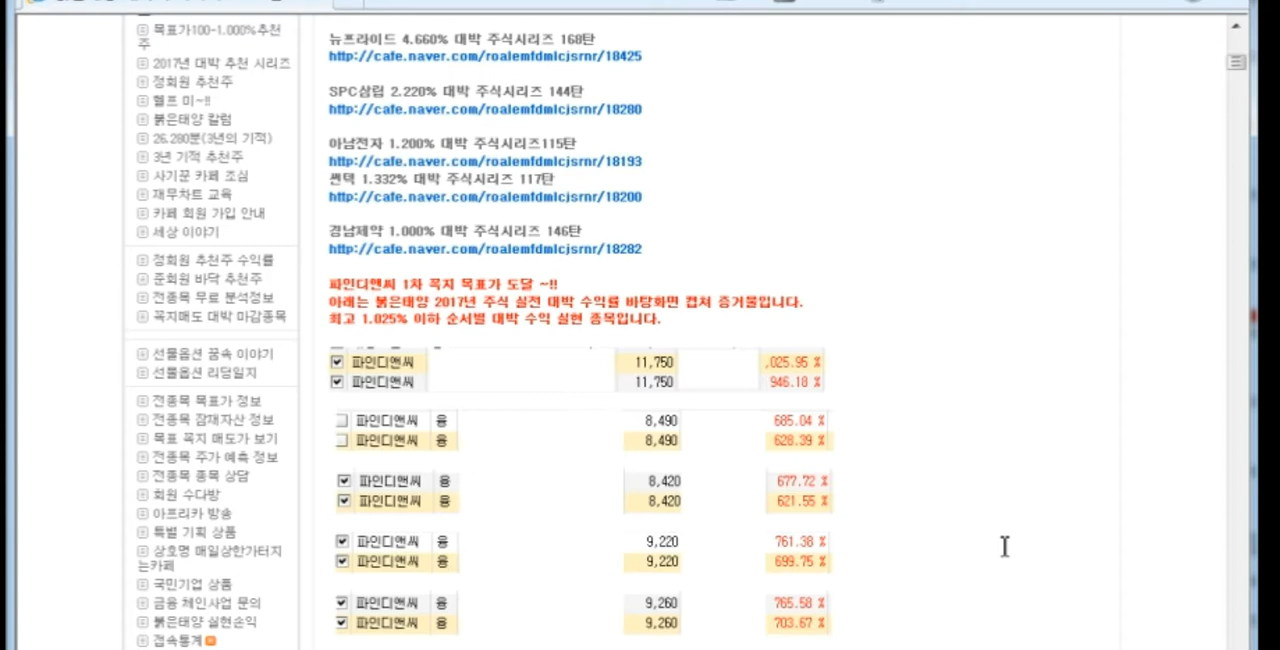 목표가100-1.000%추천
주
2017년 대박 추천 시리즈
정회원 추천주
헬프 미~!!
붉은태양 칼럼
26.280분(3년의 기적)
3년 기적 추천주
사기꾼 카페 조심
재무차트 교육
카페 회원 가입 안내
세상 이야기
정회원 추천주 수익률
준회원 바닥 추천주
전종목 무료 분석정보
꼭지매도 대박 마감종목
선물옵션 꿈속 이야기
선물옵션 리딩일지
전종목 목표가 정보
전종목 잠재자산 정보
목표 꼭지 매도가 보기
전종목 주가 예측 정보
전종목 종목 상담
회원 수다방
아프리카 방송
특별 기획 상품
상호명 매일상한가터지
는카페
국민기업 상품
금융 체인사업 문의
붉은태양 실현손익
접속통계
뉴프라이드 4.660% 대박 주식시리즈 168탄
http://cafe.naver.com/roalemfdmlcjsrnr/18425
SPC삼립 2.220% 대박 주식시리즈 144탄
http://cafe.naver.com/roalemfdmlcjsrnr/18280
아남전자 1.200% 대박 주식시리즈115탄
http://cafe.naver.com/roalemfdmlcjsrnr/18193
쎈텍 1.332% 대박 주식시리즈 117탄
http://cafe.naver.com/roalemfdmlcjsrnr/18200
경남제약 1.000% 대박 주식시리즈 146탄
http://cafe.naver.com/roalemfdmlcjsrnr/18282
파인디앤씨 1차 꼭지 목표가 도달 ~!!
아래는 붉은태양 2017년 주식 실전 대박 수익률 바탕화면 캡쳐 증거물입니다.
최고 1.025% 이하 순서별 대박 수익 실현 종목입니다.
파인디앤씨 11,750 ,025.95 %
파인디앤씨 11,750 946.18 %
파인디앤씨 융 8,490 685.04 %
파인디앤씨 융 8,490 628.39 %
파인디앤씨 융 8,420 677.72 %
파인디앤씨 융 8,420 621.55 %
파인디앤씨 융 9,220 761.38 %
파인디앤씨 융 9,220 699.75 %
파인디앤씨 융 9,260 765.58 %
파인디앤씨 융 9,260 703.67 %